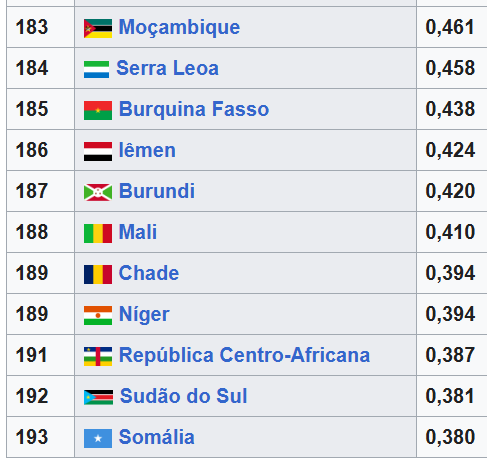 183 Moçambique 0,461
184 Serra Leoa 0,458
185 Burquina Fasso 0,438
186 Iêmen 0,424
187 Burundi 0,420
188 Mali 0,410
189 Chade 0,394
189 Níger 0,394
191 República Centro-Africana 0,387
192 Sudão do Sul 0,381
193 Somália 0,380